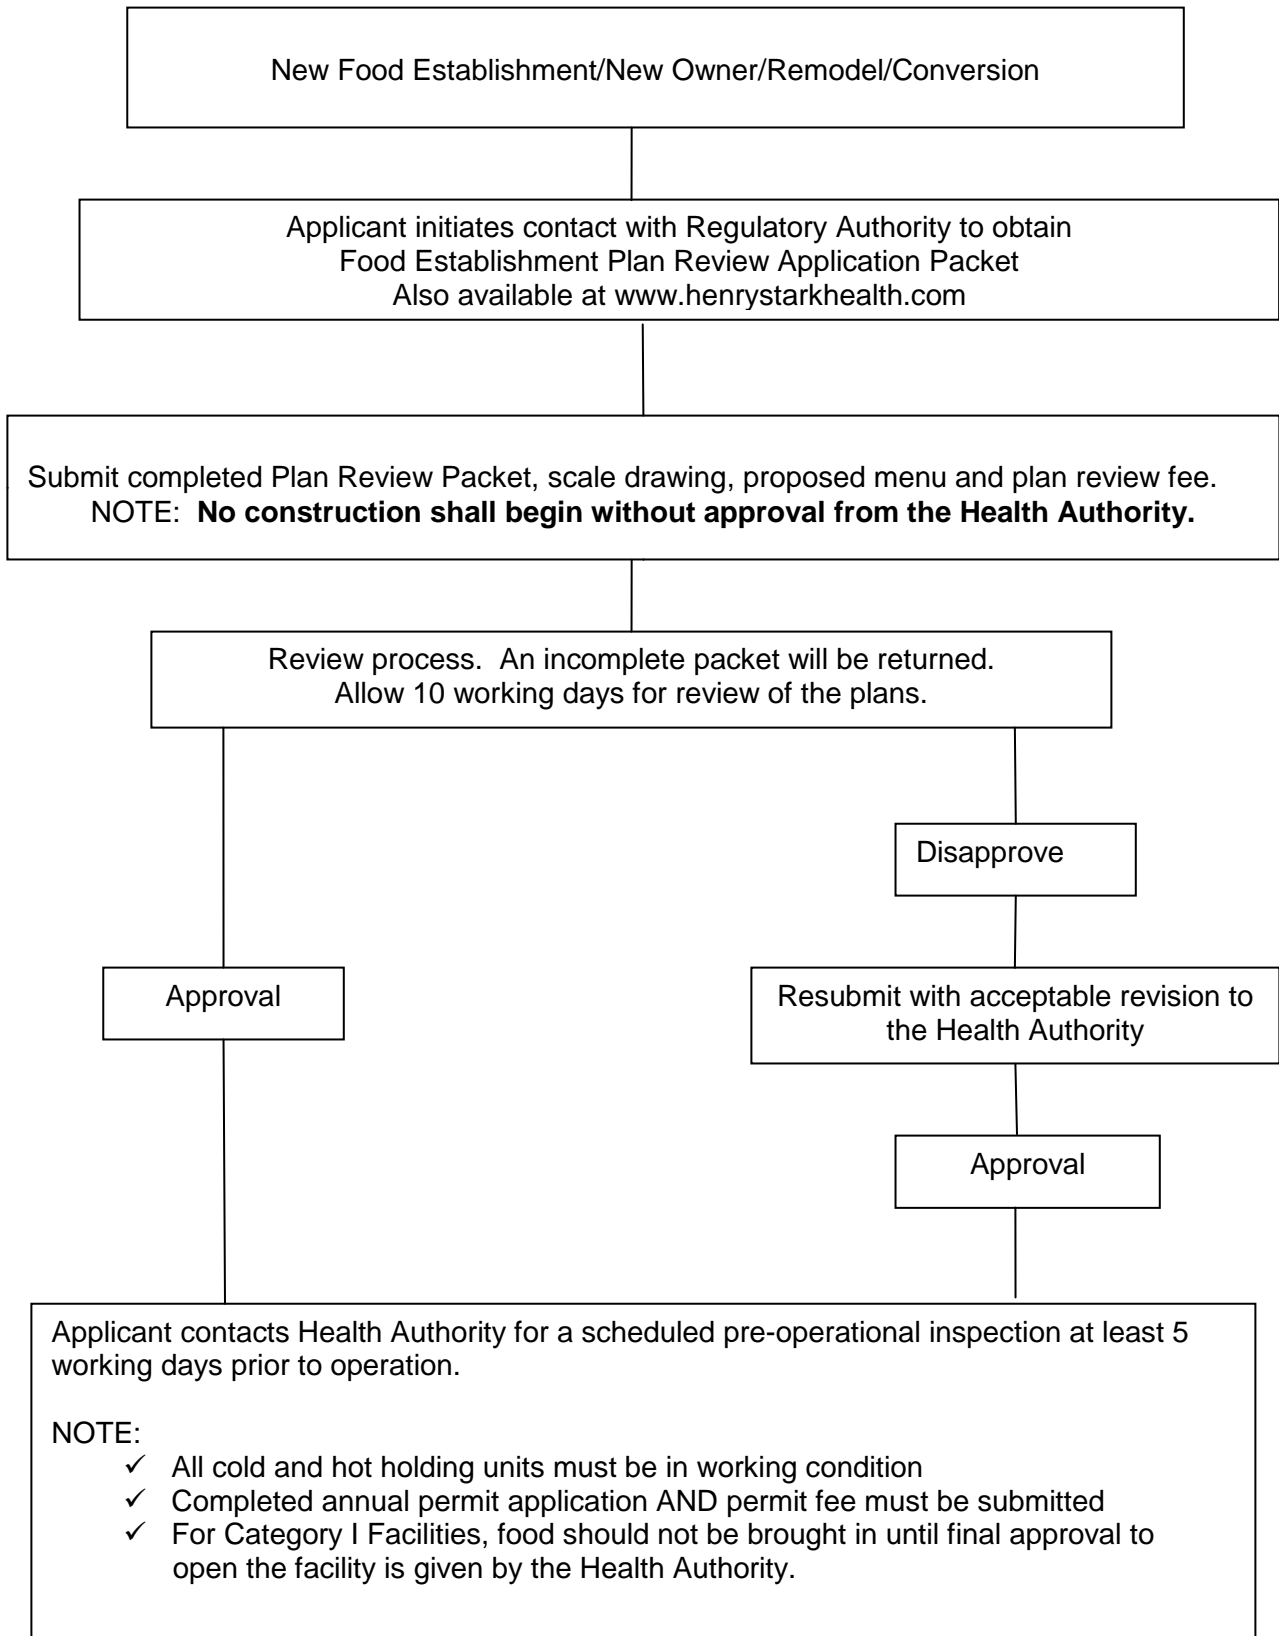 New Food Establishment/New Owner/Remodel/Conversion
Applicant initiates contact with Regulatory Authority to obtain
Food Establishment Plan Review Application Packet
Also available at www.henrystarkhealth.com
Submit completed Plan Review Packet, scale drawing, proposed menu and plan review fee.
NOTE: No construction shall begin without approval from the Health Authority.
Review process. An incomplete packet will be returned.
Allow 10 working days for review of the plans.
Disapprove
Approval
Resubmit with acceptable revision to
the Health Authority
Approval
Applicant contacts Health Authority for a scheduled pre-operational inspection at least 5
working days prior to operation.
NOTE:
✓ All cold and hot holding units must be in working condition
✓ Completed annual permit application AND permit fee must be submitted
✓ For Category I Facilities, food should not be brought in until final approval to
open the facility is given by the Health Authority.